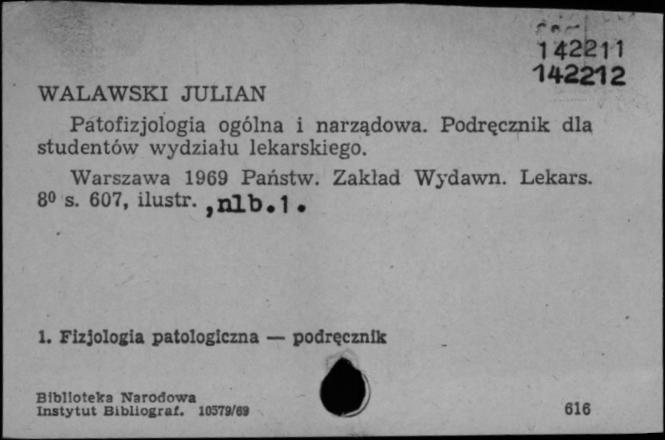 142211
142212
WALAWSKI JULIAN
Patofizjologia ogólna i narządowa. Podręcznik dla
studentów wydziału lekarskiego.
Warszawa 1969 Państw. Zakład Wydawn. Lekars.
8⁰ s. 607, ilustr. ,nlb.1.
1. Fizjologia patologiczna — podręcznik
Biblioteka Narodowa
Instytut Bibliograf. 10579/69
616